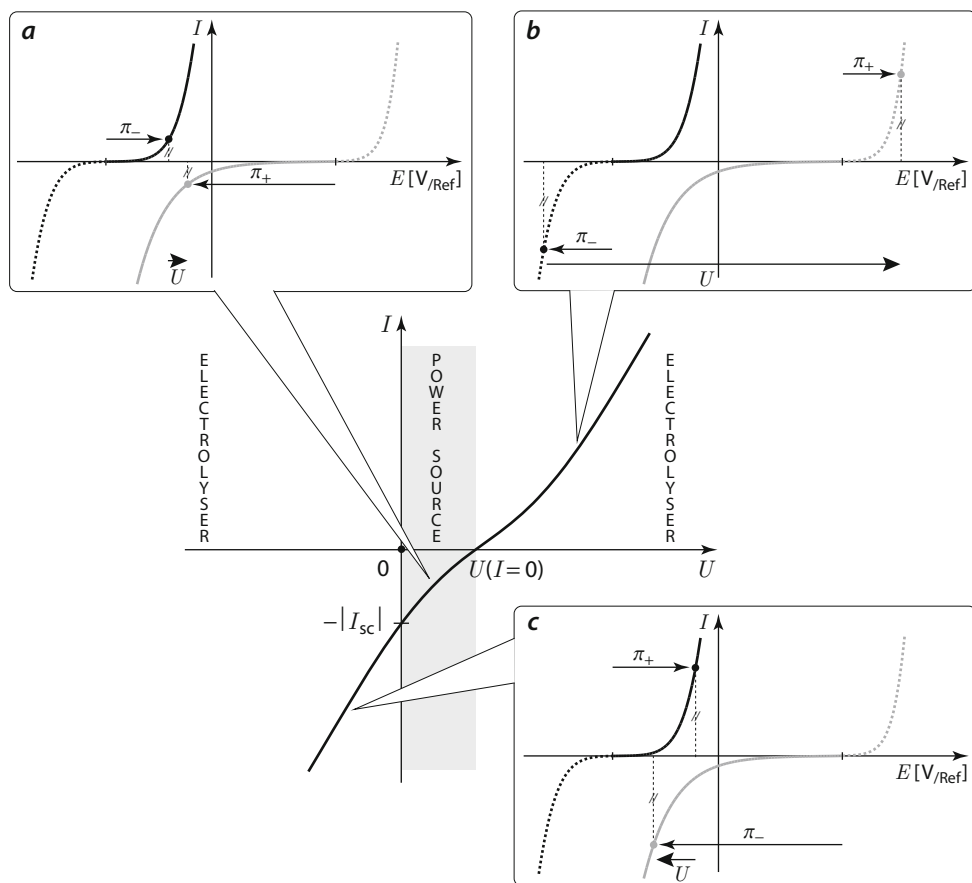 a
I
π₋
π₊
E [V/Ref]
U
b
I
π₊
E [V/Ref]
π₋
U
I
ELECTROLYSER
POWER SOURCE
ELECTROLYSER
0
U(I=0)
U
−|Isc|
c
I
π₊
E [V/Ref]
π₋
U